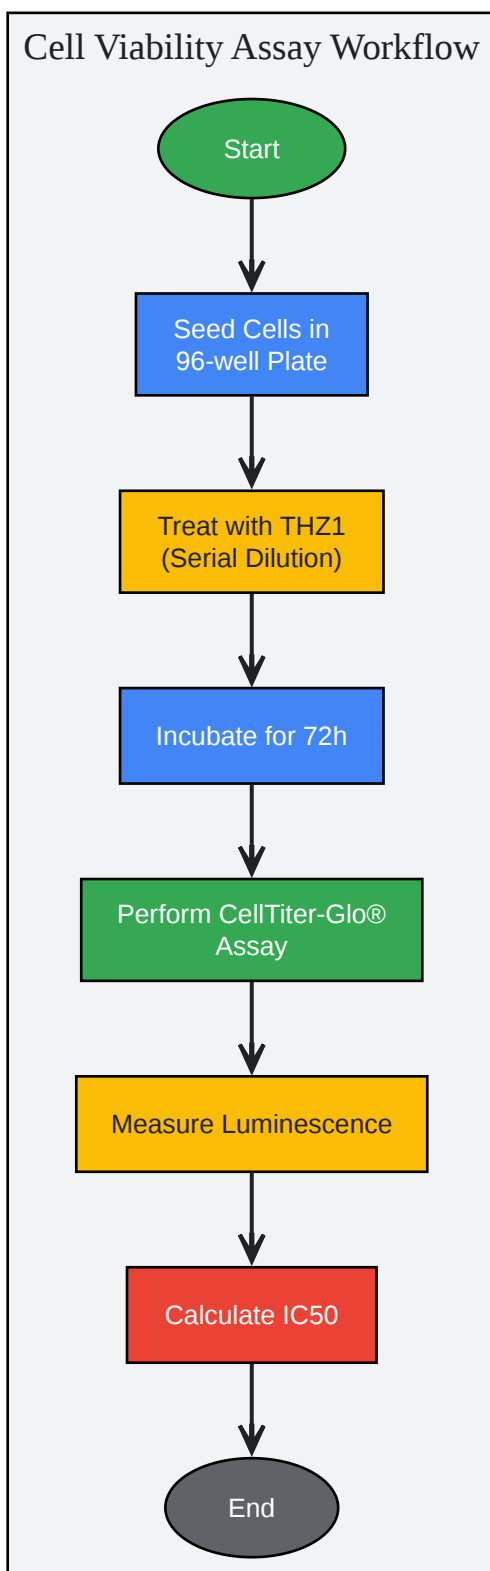 Cell Viability Assay Workflow
Start
Seed Cells in
96-well Plate
Treat with THZ1
(Serial Dilution)
Incubate for 72h
Perform CellTiter-Glo®
Assay
Measure Luminescence
Calculate IC50
End